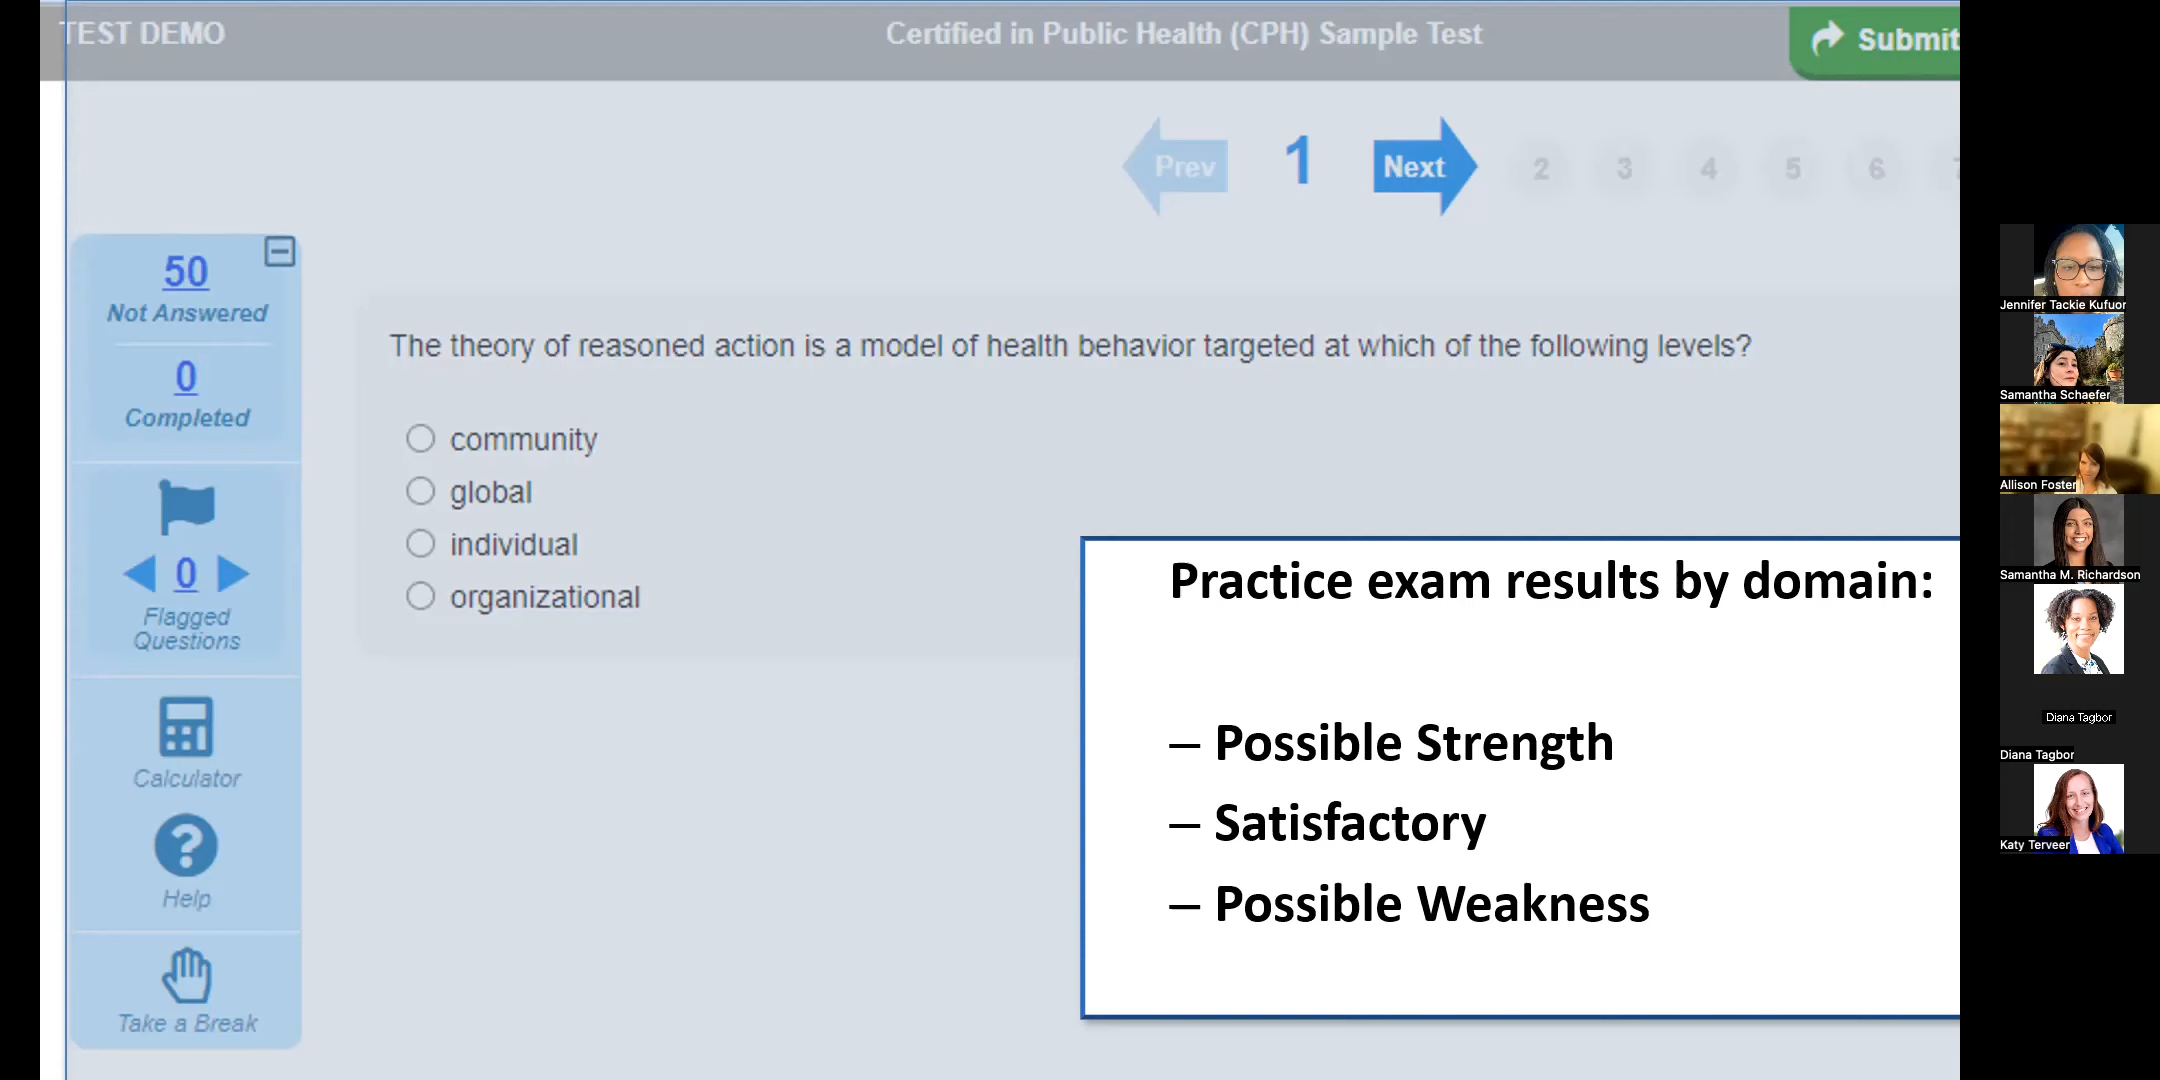 TEST DEMO
Certified in Public Health (CPH) Sample Test
Submit
Prev
1
Next
2
3
4
5
6
7
50
Not Answered
0
Completed
0
Flagged
Questions
Calculator
Help
Take a Break
The theory of reasoned action is a model of health behavior targeted at which of the following levels?
community
global
individual
organizational
Practice exam results by domain:
– Possible Strength
– Satisfactory
– Possible Weakness
Jennifer Tackie Kufuor
Samantha Schaefer
Allison Foster
Samantha M. Richardson
Diana Tagbor
Diana Tagbor
Katy Terveer